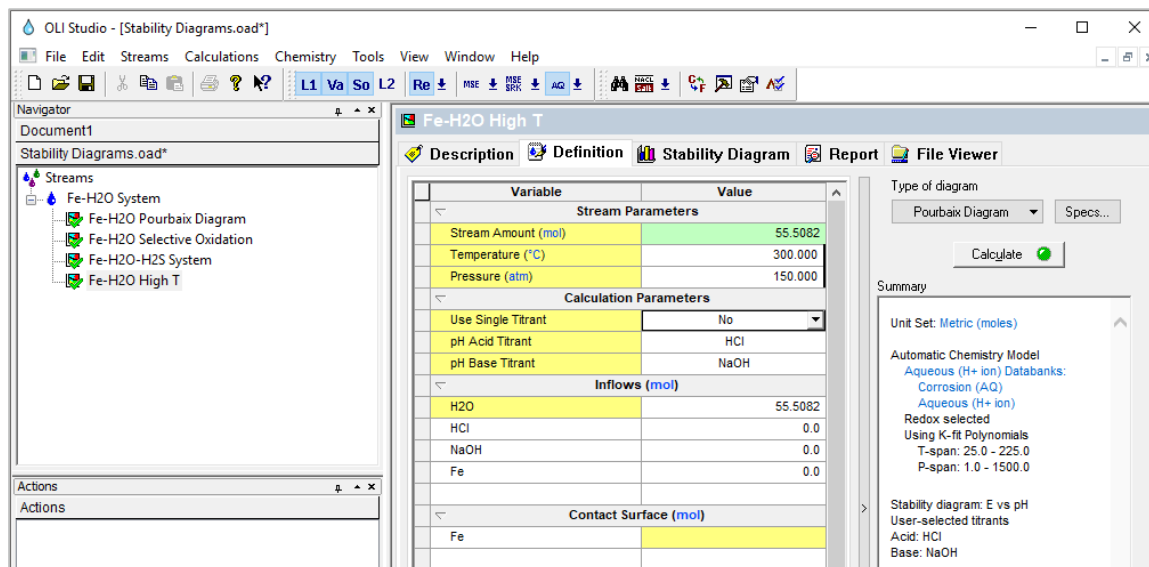 OLI Studio - [Stability Diagrams.oad*]
File Edit Streams Calculations Chemistry Tools View Window Help
L1 Va So L2 Re MSE MSE SRK AQ NACL Salt
Navigator
Document1
Stability Diagrams.oad*
Streams
Fe-H2O System
Fe-H2O Pourbaix Diagram
Fe-H2O Selective Oxidation
Fe-H2O-H2S System
Fe-H2O High T
Actions
Actions
Fe-H2O High T
Description Definition Stability Diagram Report File Viewer
Variable Value
Stream Parameters
Stream Amount (mol) 55.5082
Temperature (°C) 300.000
Pressure (atm) 150.000
Calculation Parameters
Use Single Titrant No
pH Acid Titrant HCl
pH Base Titrant NaOH
Inflows (mol)
H2O 55.5082
HCl 0.0
NaOH 0.0
Fe 0.0
Contact Surface (mol)
Fe
Type of diagram
Pourbaix Diagram Specs...
Calculate
Summary
Unit Set: Metric (moles)
Automatic Chemistry Model
Aqueous (H+ ion) Databanks:
Corrosion (AQ)
Aqueous (H+ ion)
Redox selected
Using K-fit Polynomials
T-span: 25.0 - 225.0
P-span: 1.0 - 1500.0
Stability diagram: E vs pH
User-selected titrants
Acid: HCl
Base: NaOH